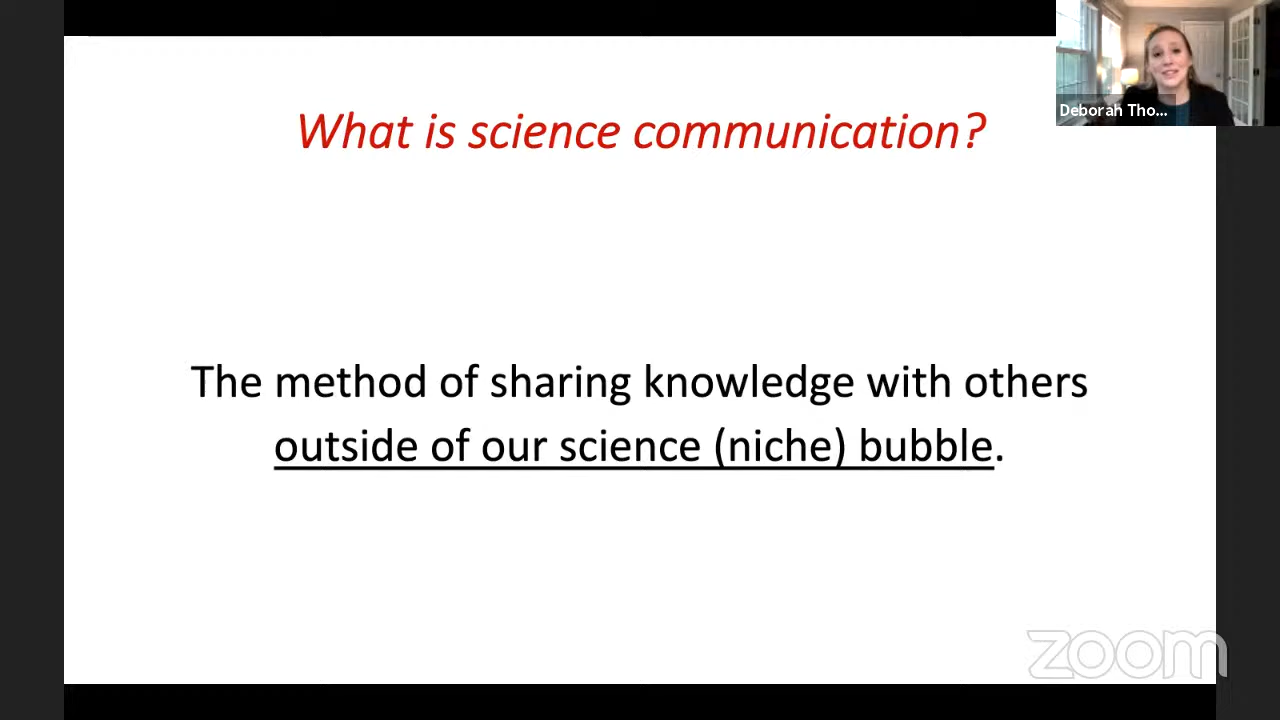 What is science communication?
Deborah Tho...
The method of sharing knowledge with others
outside of our science (niche) bubble.
zoom